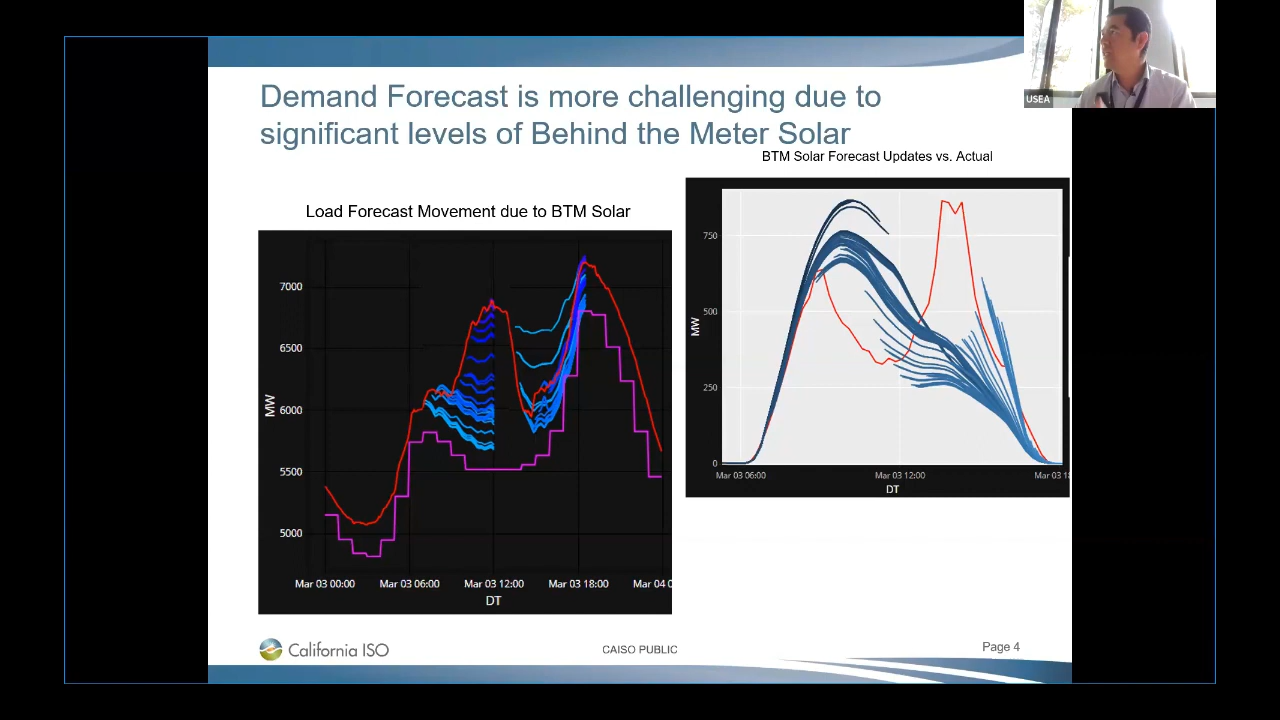 USEA
Demand Forecast is more challenging due to
significant levels of Behind the Meter Solar
BTM Solar Forecast Updates vs. Actual
Load Forecast Movement due to BTM Solar
7000
6500
6000
5500
5000
MW
Mar 03 00:00
Mar 03 06:00
Mar 03 12:00
Mar 03 18:00
Mar 04 0
DT
750
500
250
0
MW
Mar 03 06:00
Mar 03 12:00
Mar 03 18
DT
California ISO
CAISO PUBLIC
Page 4